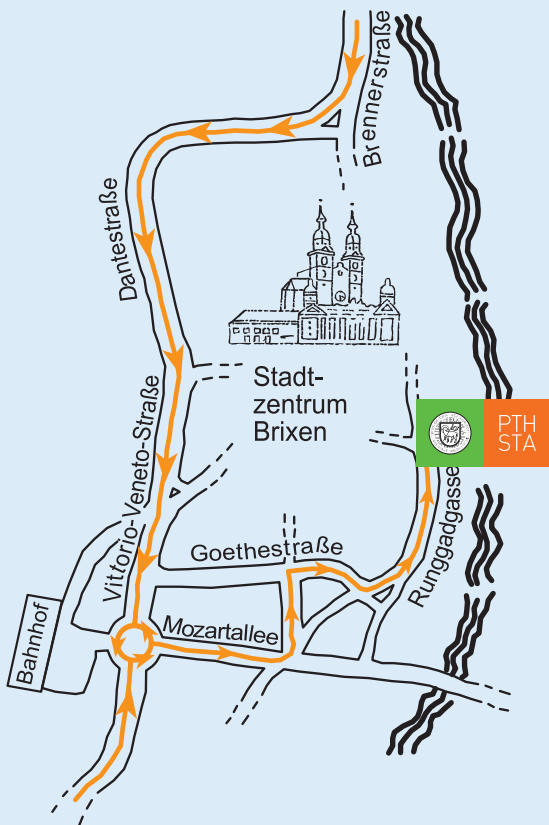 Brennerstraße
Dantestraße
Stadt-
zentrum
Brixen
PTH
STA
Vittorio-Veneto-Straße
Goethestraße
Runggadgasse
Mozartallee
Bahnhof